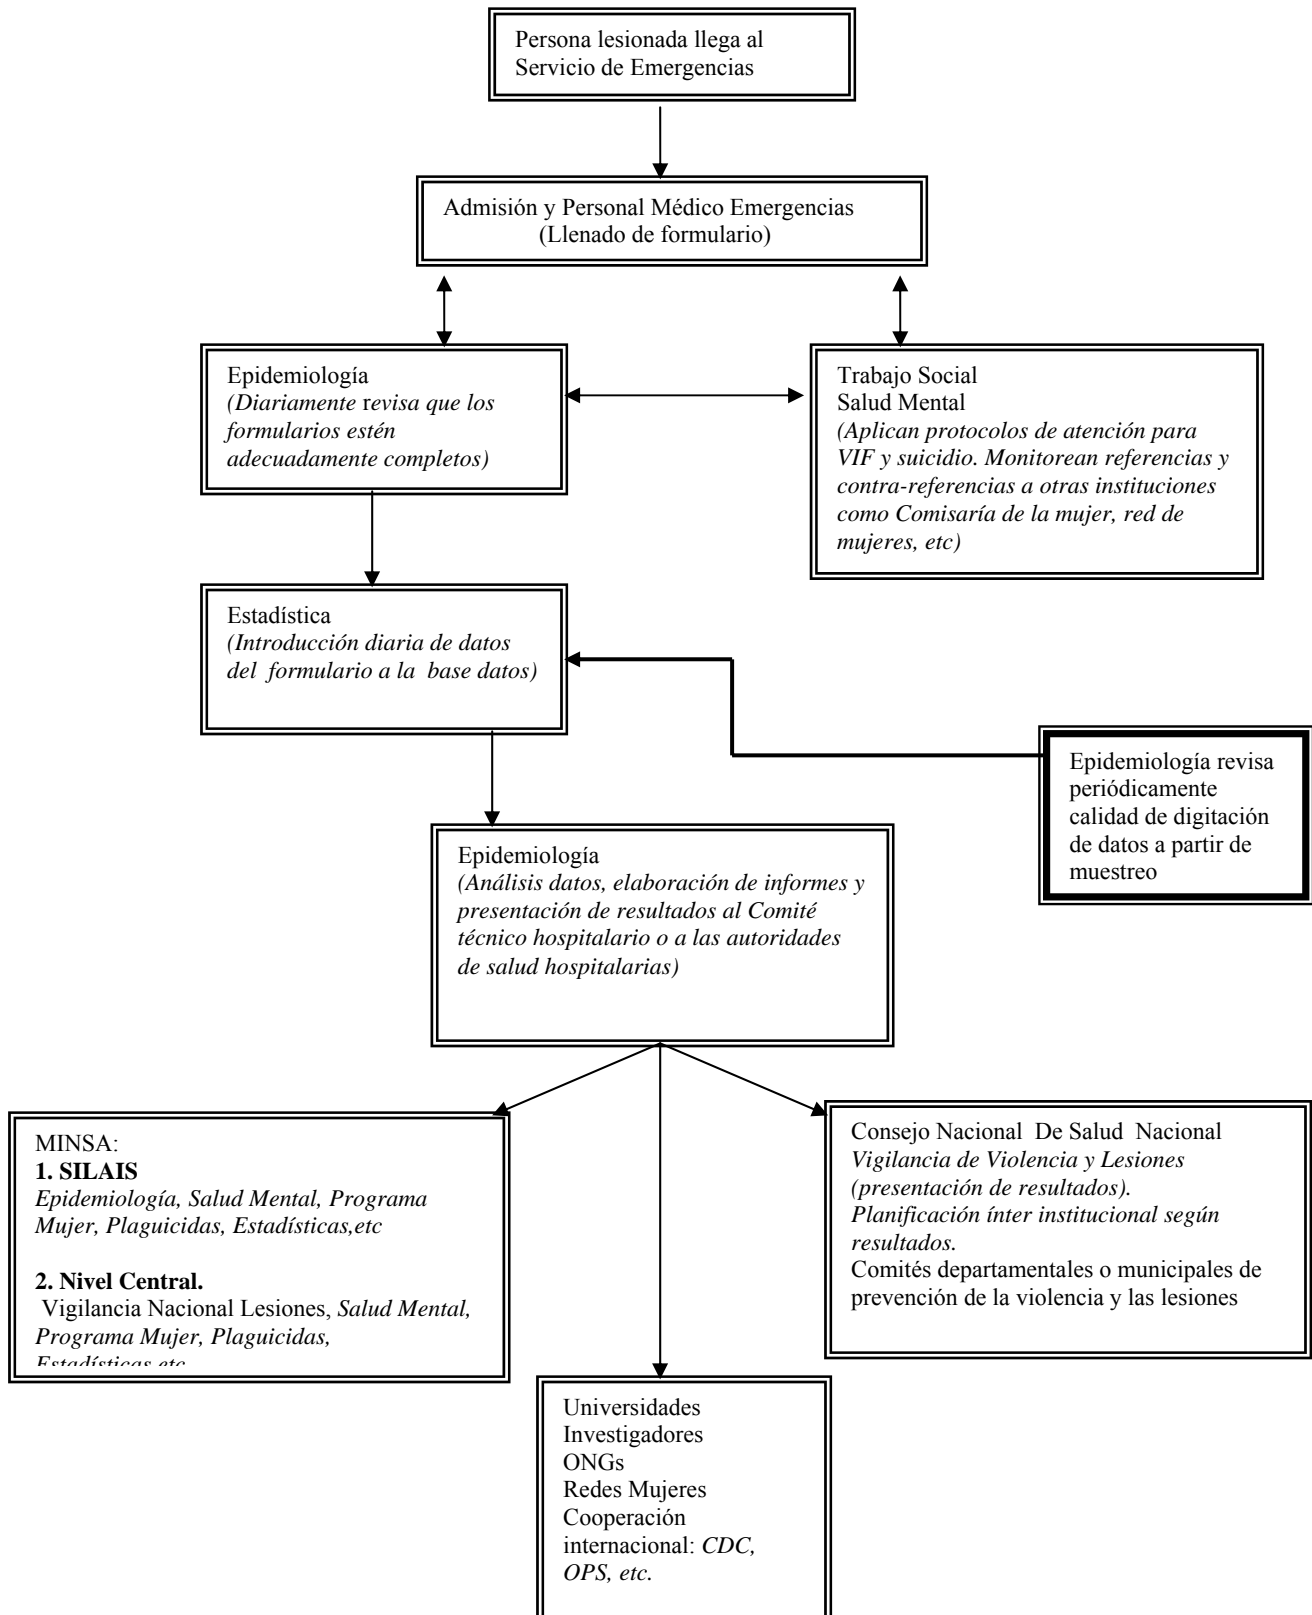 Persona lesionada llega al
Servicio de Emergencias
Admisión y Personal Médico Emergencias
(Llenado de formulario)
Epidemiología
(Diariamente revisa que los
formularios estén
adecuadamente completos)
Trabajo Social
Salud Mental
(Aplican protocolos de atención para
VIF y suicidio. Monitorean referencias y
contra-referencias a otras instituciones
como Comisaría de la mujer, red de
mujeres, etc)
Estadística
(Introducción diaria de datos
del formulario a la base datos)
Epidemiología revisa
periódicamente
calidad de digitación
de datos a partir de
muestreo
Epidemiología
(Análisis datos, elaboración de informes y
presentación de resultados al Comité
técnico hospitalario o a las autoridades
de salud hospitalarias)
MINSA:
1. SILAIS
Epidemiología, Salud Mental, Programa
Mujer, Plaguicidas, Estadísticas,etc
2. Nivel Central.
Vigilancia Nacional Lesiones, Salud Mental,
Programa Mujer, Plaguicidas,
Estadísticas etc
Consejo Nacional De Salud Nacional
Vigilancia de Violencia y Lesiones
(presentación de resultados).
Planificación ínter institucional según
resultados.
Comités departamentales o municipales de
prevención de la violencia y las lesiones
Universidades
Investigadores
ONGs
Redes Mujeres
Cooperación
internacional: CDC,
OPS, etc.